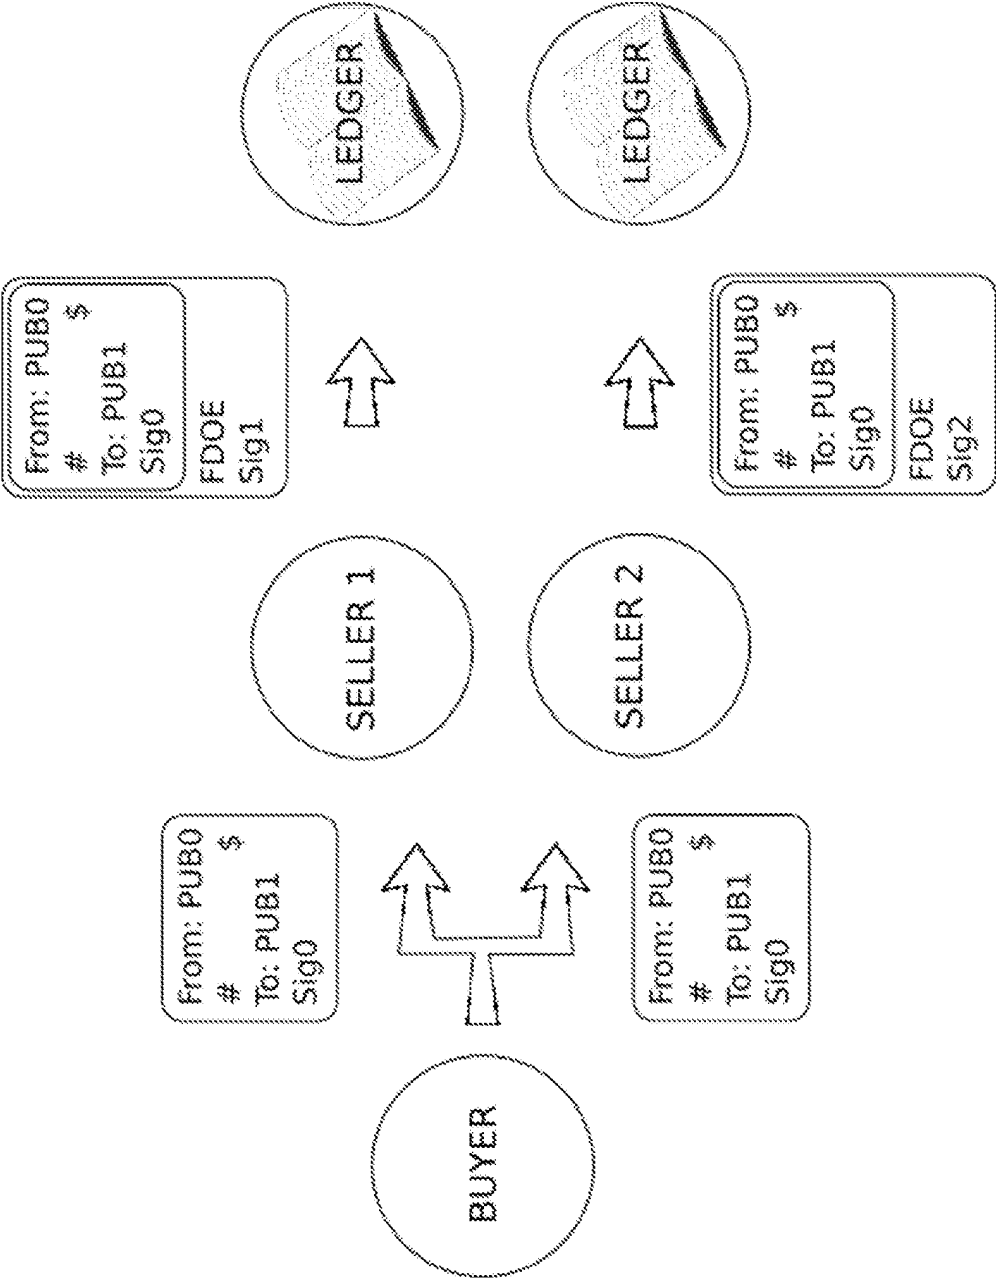 BUYER
From: PUB0
# $
To: PUB1
Sig0
From: PUB0
# $
To: PUB1
Sig0
SELLER 1
SELLER 2
From: PUB0
# $
To: PUB1
Sig0
FDOE
Sig1
From: PUB0
# $
To: PUB1
Sig0
FDOE
Sig2
LEDGER
LEDGER